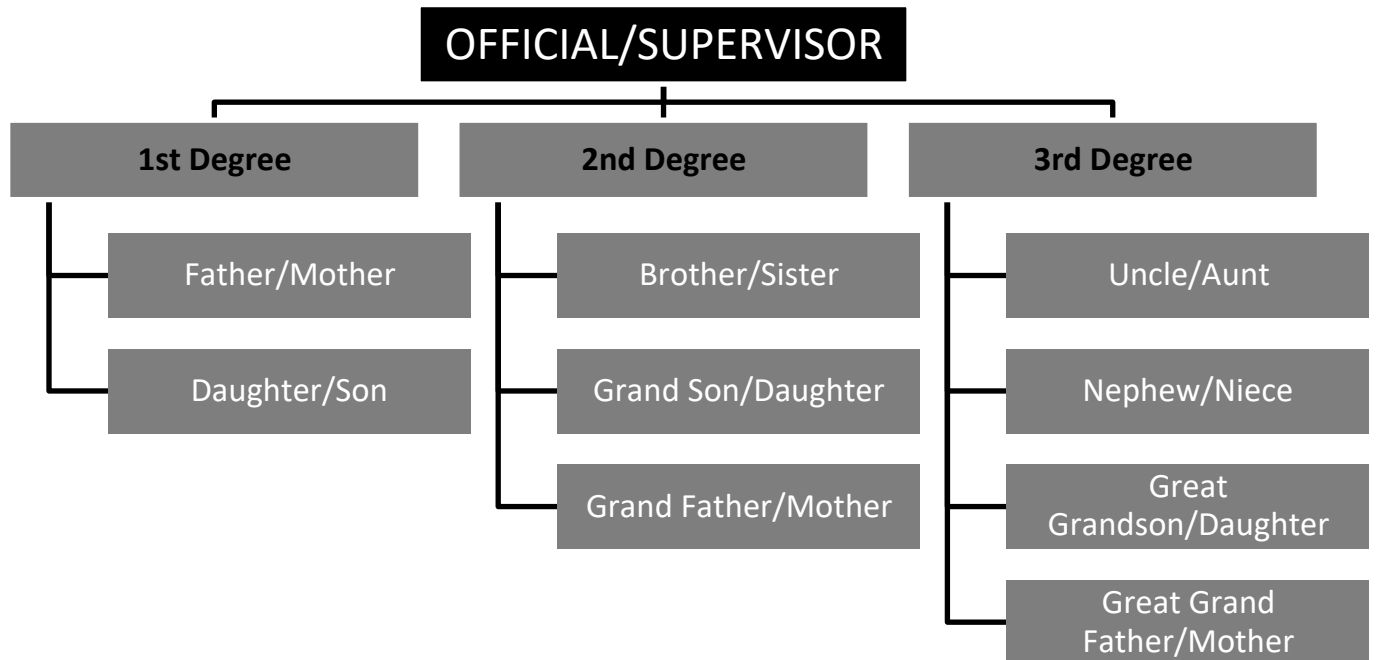 OFFICIAL/SUPERVISOR
1st Degree
Father/Mother
Daughter/Son
2nd Degree
Brother/Sister
Grand Son/Daughter
Grand Father/Mother
3rd Degree
Uncle/Aunt
Nephew/Niece
Great
Grandson/Daughter
Great Grand
Father/Mother